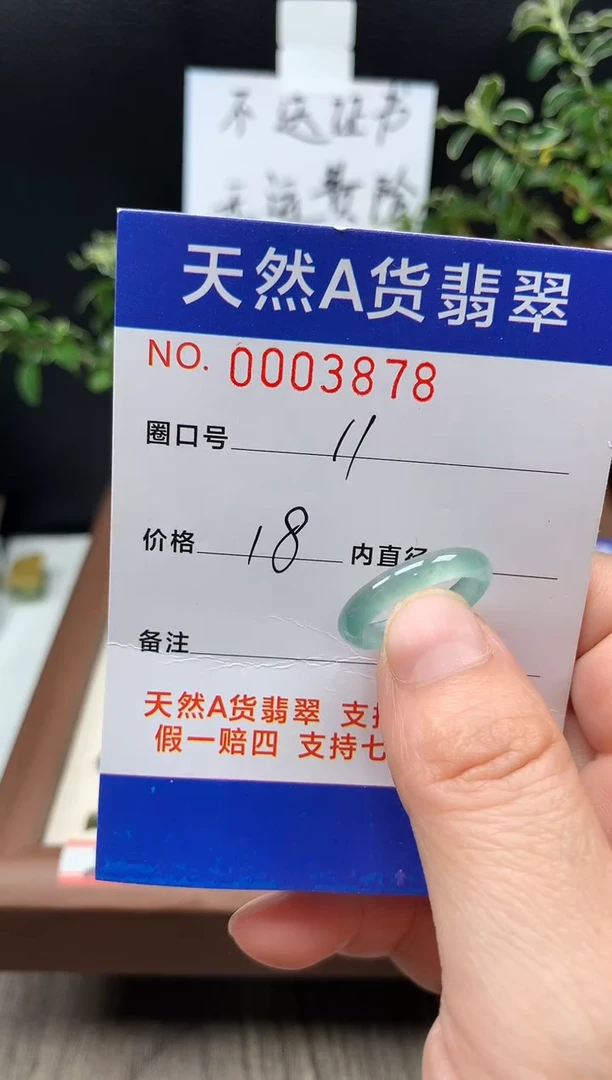 不送证书
天然A货翡翠
NO. 0003878
圈口号 11
价格 18 内直径
备注
天然A货翡翠 支
假一赔四 支持七